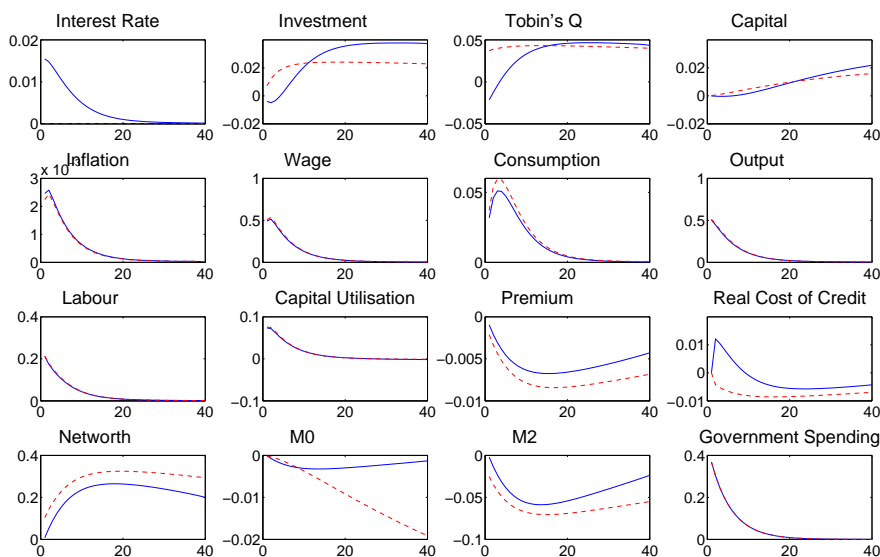 Interest Rate
0.02
0.01
0
0 20 40
Investment
0.02
0
−0.02
0 20 40
Tobin's Q
0.05
0
−0.05
0 20 40
Capital
0.02
0
−0.02
0 20 40
Inflation
3
2
1
0
0 20 40
Wage
1
0.5
0
0 20 40
Consumption
0.05
0
0 20 40
Output
1
0.5
0
0 20 40
Labour
0.4
0.2
0
0 20 40
Capital Utilisation
0.1
0
−0.1
0 20 40
Premium
0
−0.005
−0.01
0 20 40
Real Cost of Credit
0.01
0
−0.01
0 20 40
Networth
0.4
0.2
0
0 20 40
M0
0
−0.01
−0.02
0 20 40
M2
0
−0.05
−0.1
0 20 40
Government Spending
0.4
0.2
0
0 20 40